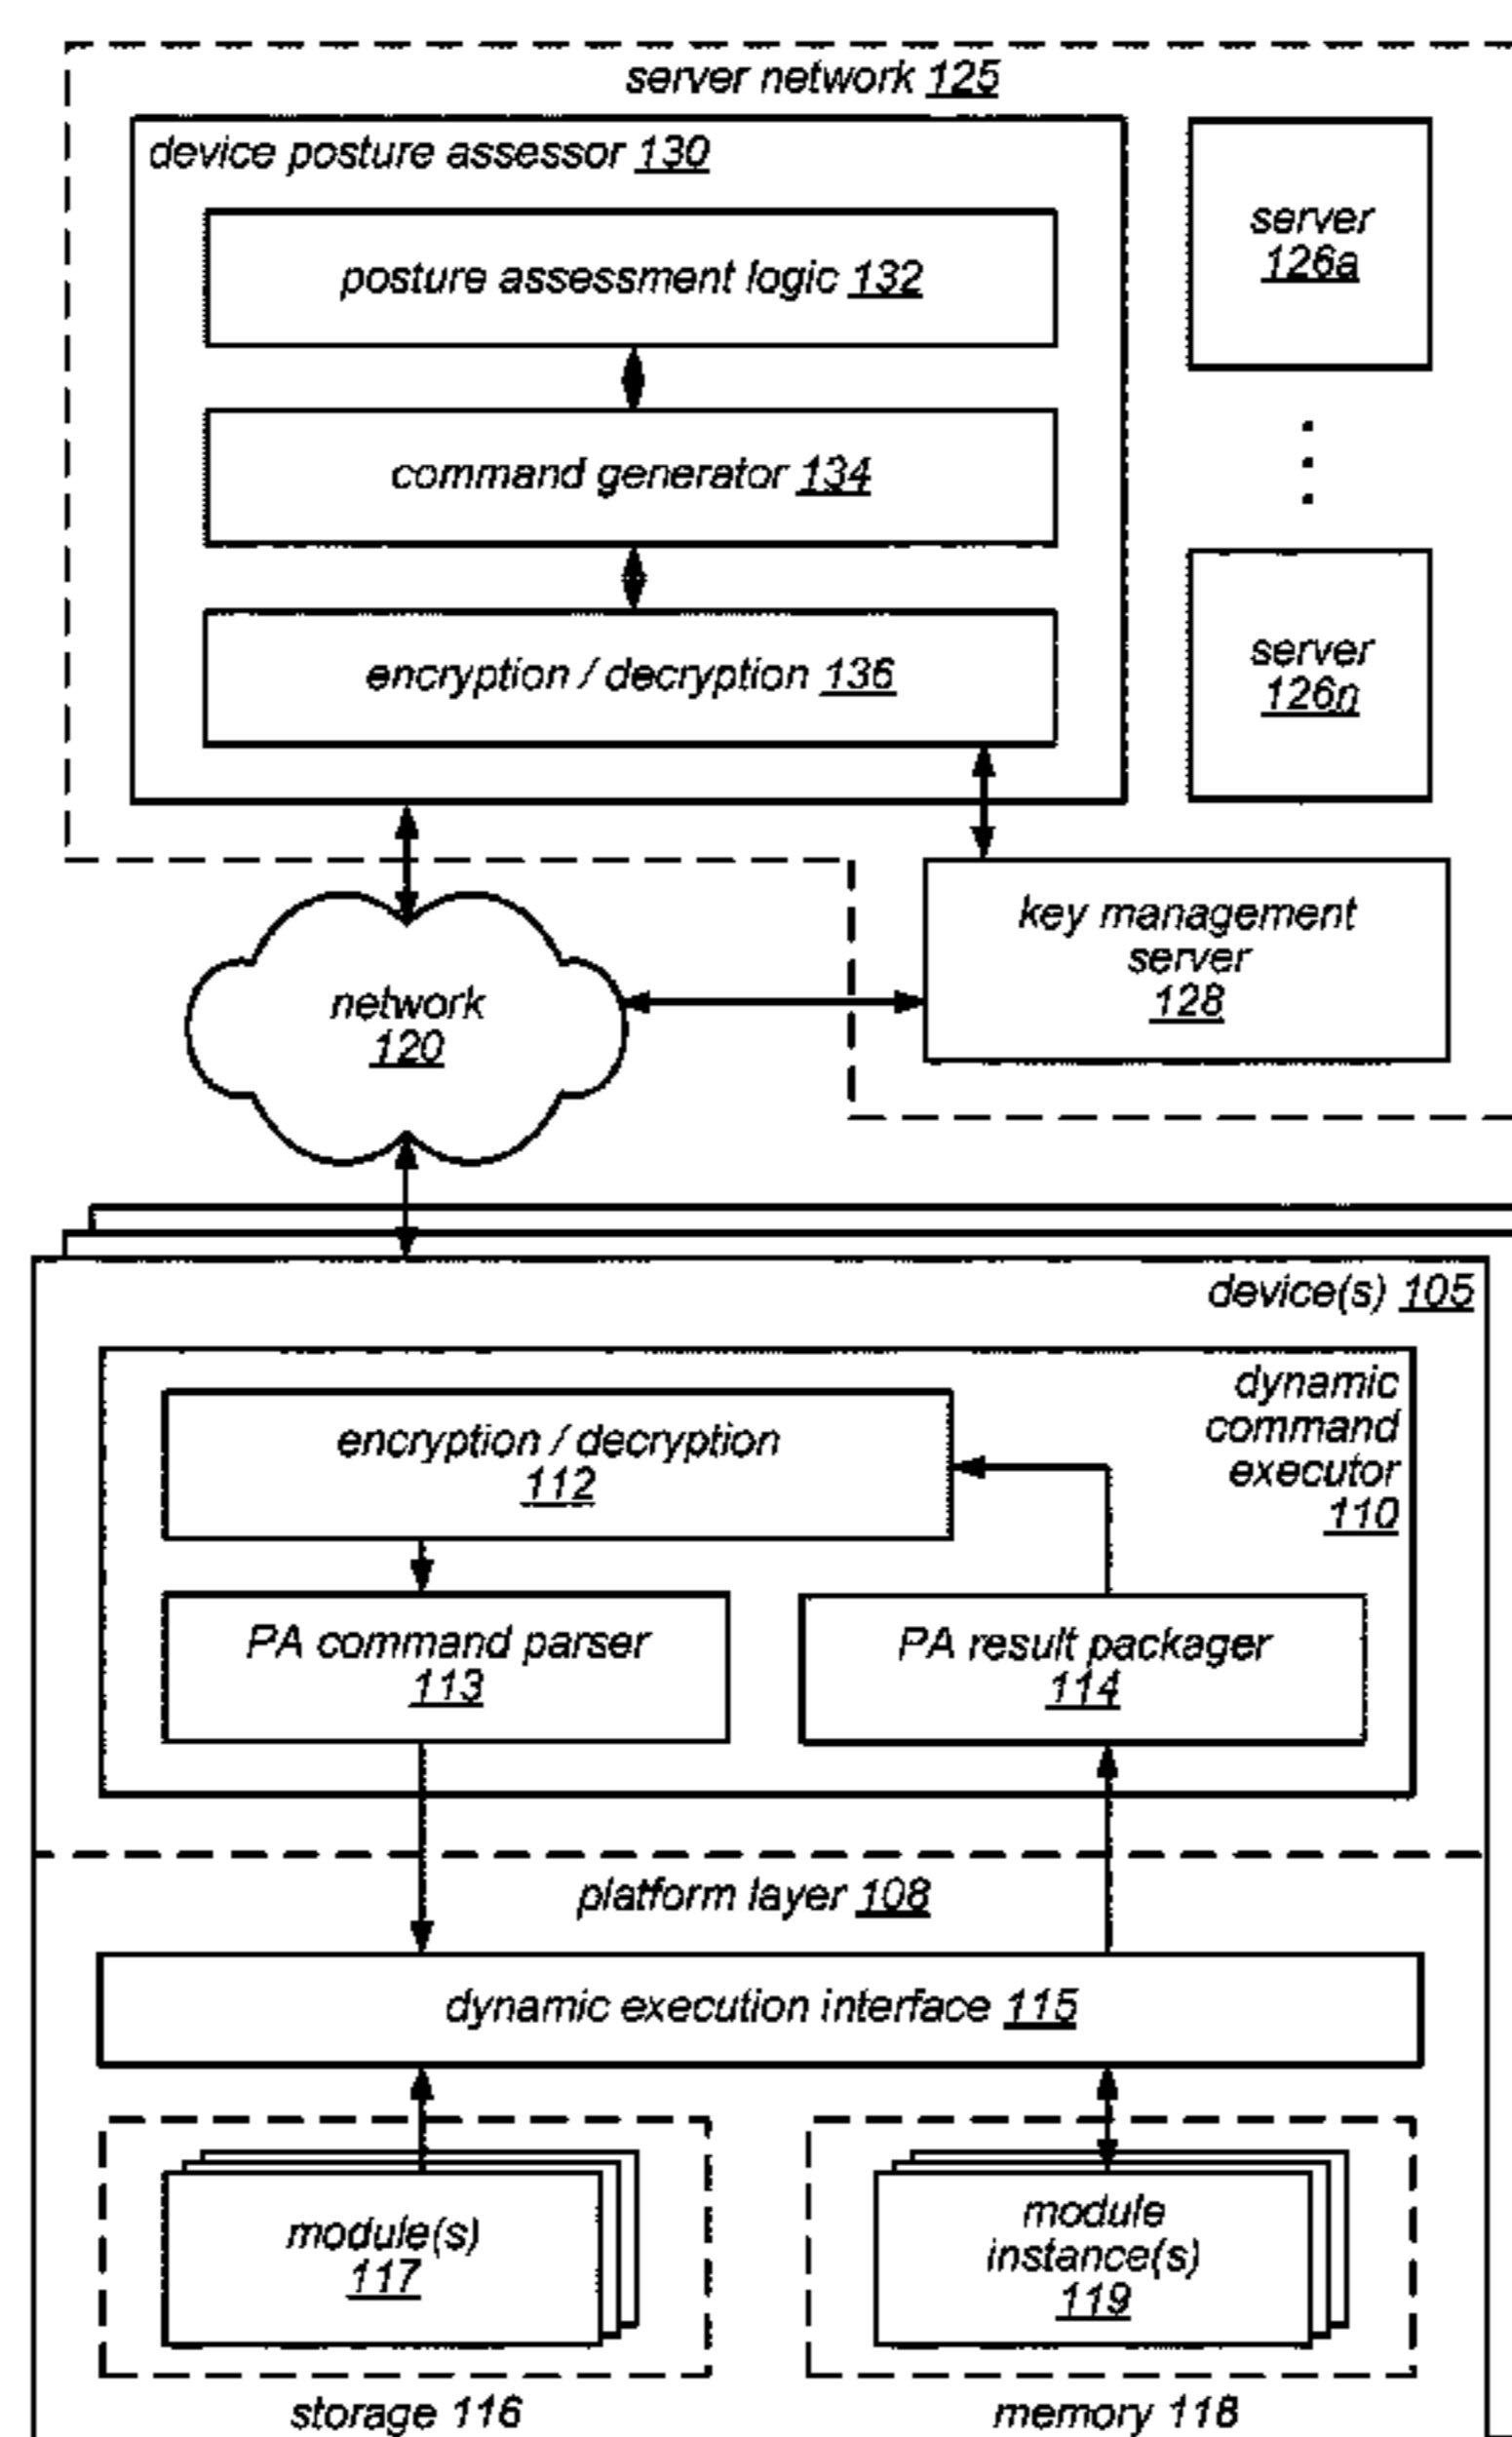 server network 125
device posture assessor 130
posture assessment logic 132
command generator 134
encryption / decryption 136
server
126a
server
126n
key management
server
128
network
120
device(s) 105
dynamic
command
executor
110
encryption / decryption
112
PA command parser
113
PA result packager
114
platform layer 108
dynamic execution interface 115
module(s)
117
module
instance(s)
119
storage 116
memory 118